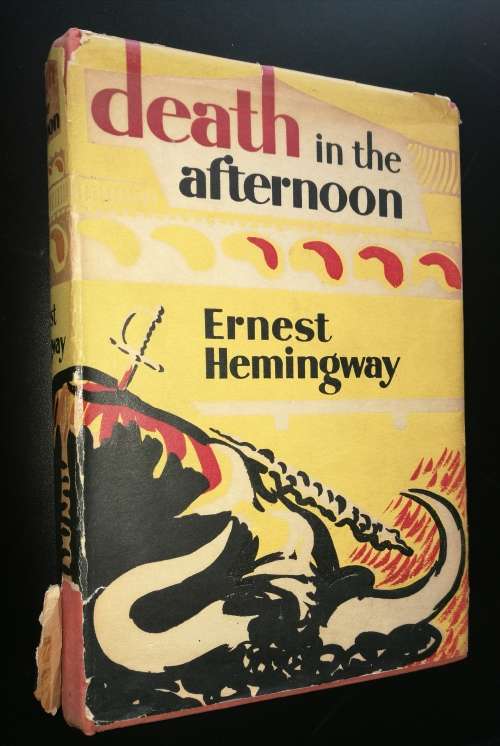 death in the
afternoon
Ernest
Hemingway